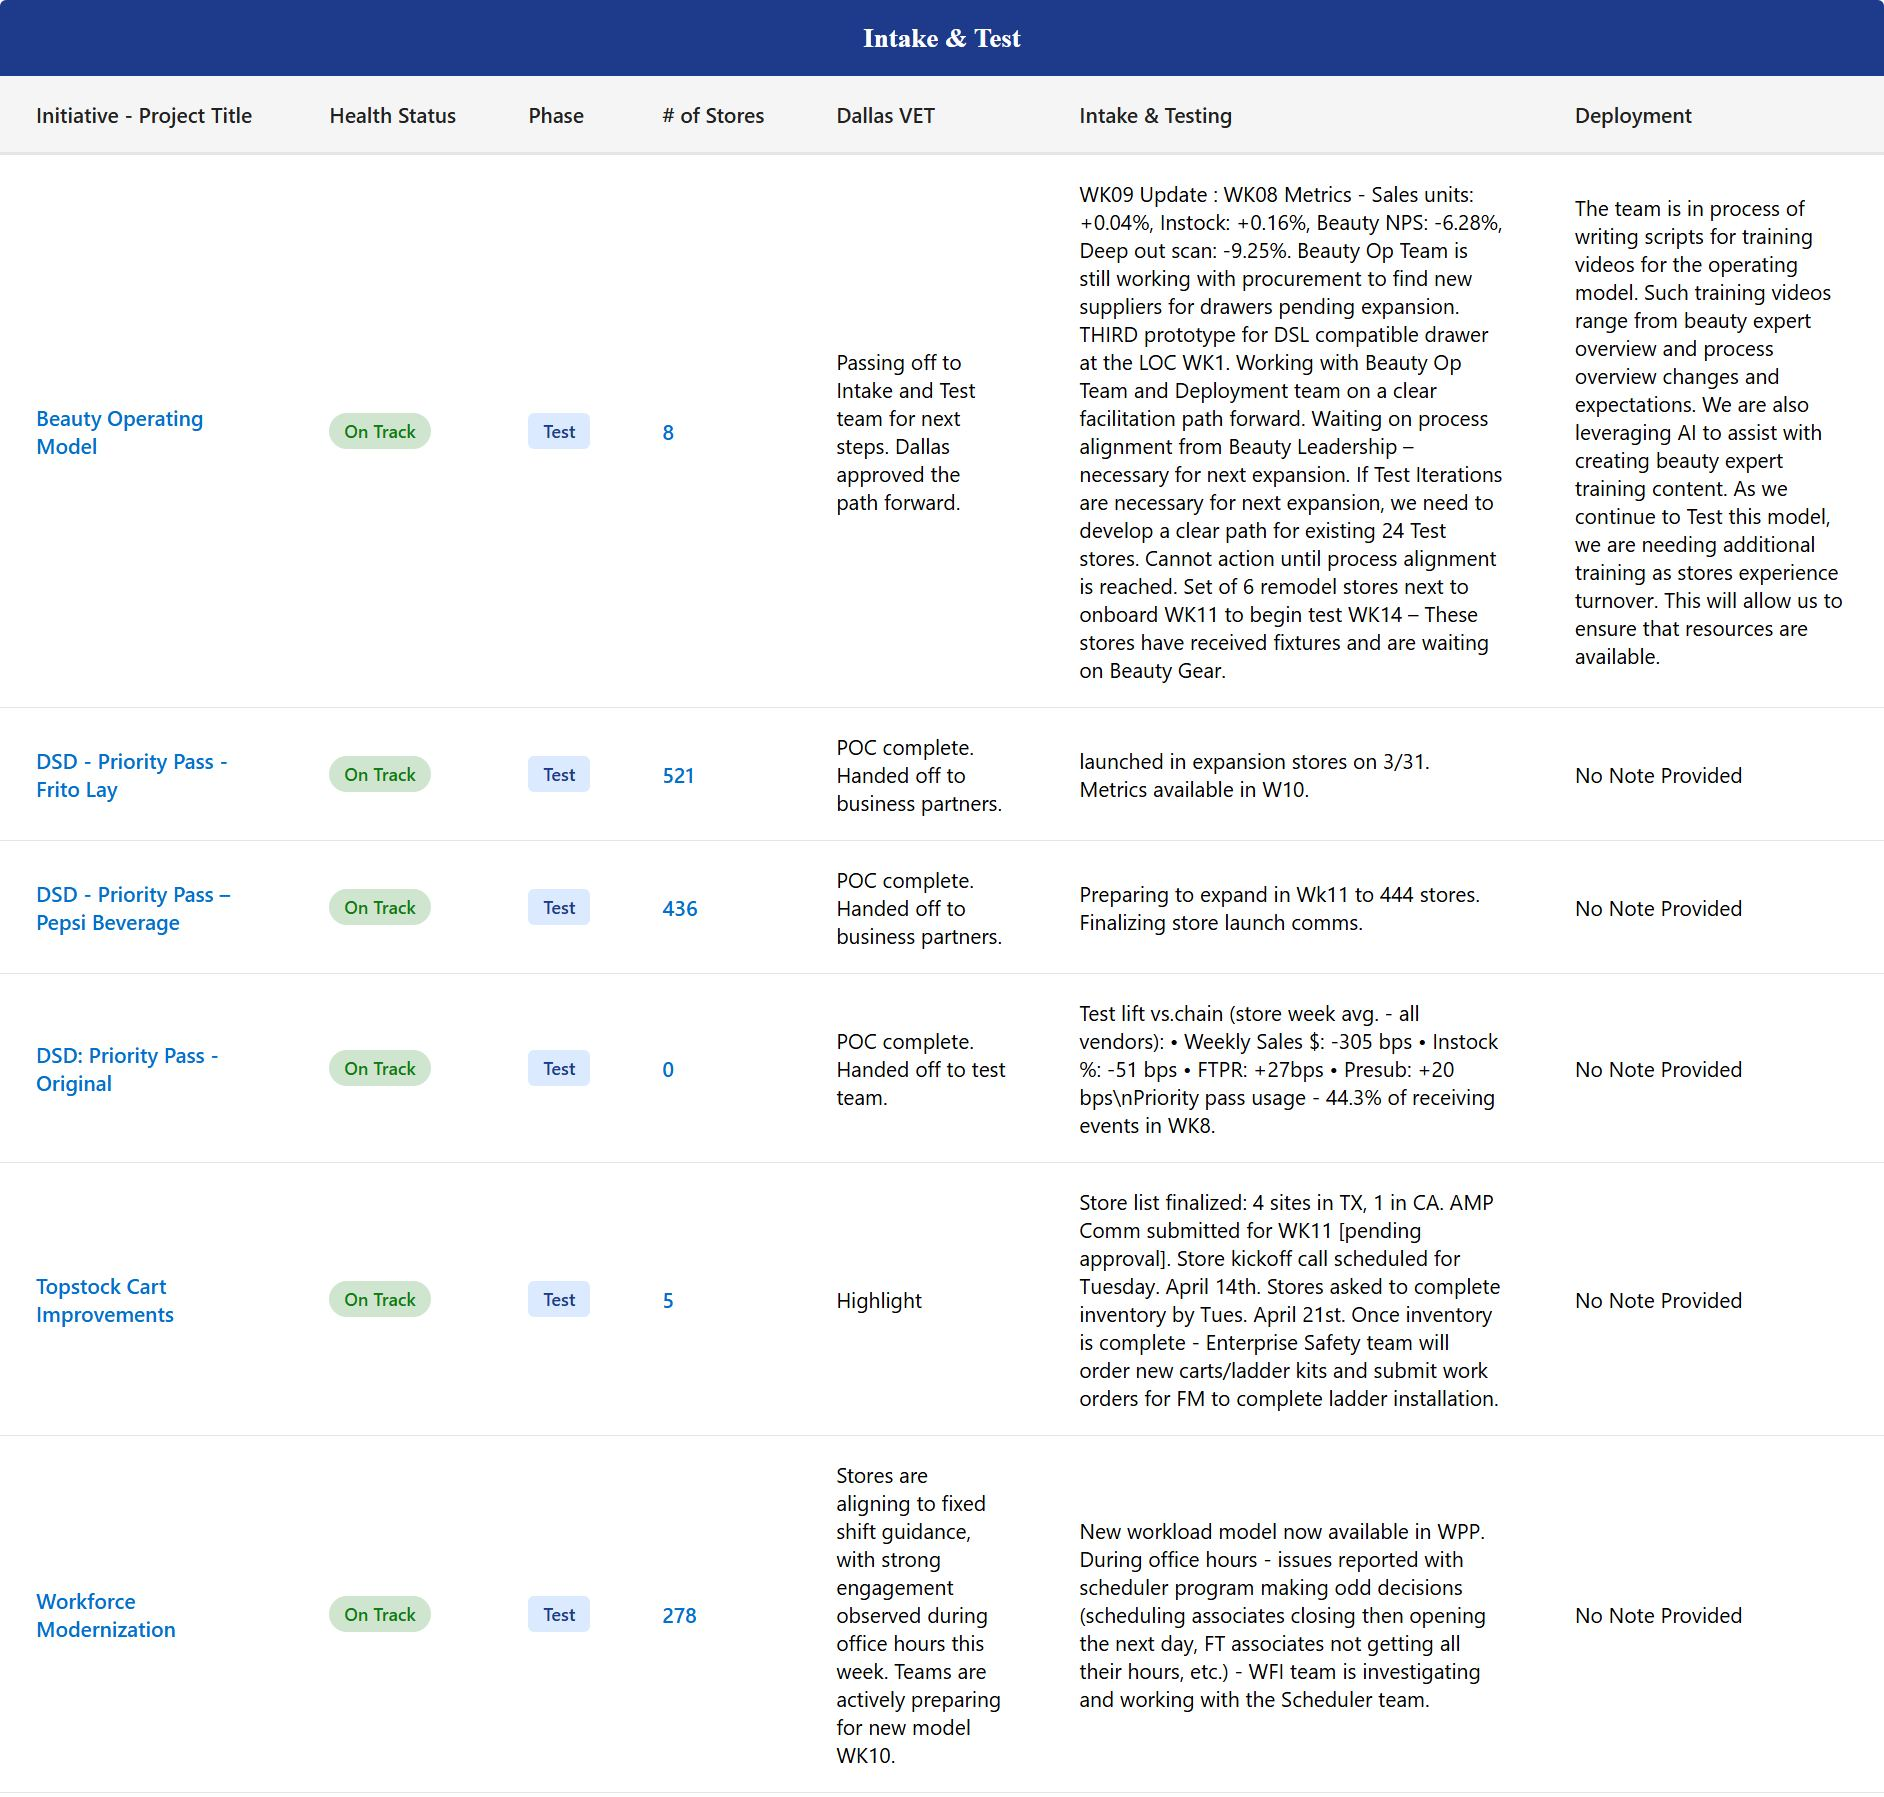 Intake & Test
Initiative - Project Title
Health Status
Phase
# of Stores
Dallas VET
Intake & Testing
Deployment
Beauty Operating
Model
On Track
Test
8
Passing off to
Intake and Test
team for next
steps. Dallas
approved the
path forward.
WK09 Update : WK08 Metrics - Sales units:
+0.04%, Instock: +0.16%, Beauty NPS: -6.28%,
Deep out scan: -9.25%. Beauty Op Team is
still working with procurement to find new
suppliers for drawers pending expansion.
THIRD prototype for DSL compatible drawer
at the LOC WK1. Working with Beauty Op
Team and Deployment team on a clear
facilitation path forward. Waiting on process
alignment from Beauty Leadership –
necessary for next expansion. If Test Iterations
are necessary for next expansion, we need to
develop a clear path for existing 24 Test
stores. Cannot action until process alignment
is reached. Set of 6 remodel stores next to
onboard WK11 to begin test WK14 – These
stores have received fixtures and are waiting
on Beauty Gear.
The team is in process of
writing scripts for training
videos for the operating
model. Such training videos
range from beauty expert
overview and process
overview changes and
expectations. We are also
leveraging AI to assist with
creating beauty expert
training content. As we
continue to Test this model,
we are needing additional
training as stores experience
turnover. This will allow us to
ensure that resources are
available.
DSD - Priority Pass -
Frito Lay
On Track
Test
521
POC complete.
Handed off to
business partners.
launched in expansion stores on 3/31.
Metrics available in W10.
No Note Provided
DSD - Priority Pass –
Pepsi Beverage
On Track
Test
436
POC complete.
Handed off to
business partners.
Preparing to expand in Wk11 to 444 stores.
Finalizing store launch comms.
No Note Provided
DSD: Priority Pass -
Original
On Track
Test
0
POC complete.
Handed off to test
team.
Test lift vs.chain (store week avg. - all
vendors): • Weekly Sales $: -305 bps • Instock
%: -51 bps • FTPR: +27bps • Presub: +20
bps\nPriority pass usage - 44.3% of receiving
events in WK8.
No Note Provided
Topstock Cart
Improvements
On Track
Test
5
Highlight
Store list finalized: 4 sites in TX, 1 in CA. AMP
Comm submitted for WK11 [pending
approval]. Store kickoff call scheduled for
Tuesday. April 14th. Stores asked to complete
inventory by Tues. April 21st. Once inventory
is complete - Enterprise Safety team will
order new carts/ladder kits and submit work
orders for FM to complete ladder installation.
No Note Provided
Workforce
Modernization
On Track
Test
278
Stores are
aligning to fixed
shift guidance,
with strong
engagement
observed during
office hours this
week. Teams are
actively preparing
for new model
WK10.
New workload model now available in WPP.
During office hours - issues reported with
scheduler program making odd decisions
(scheduling associates closing then opening
the next day, FT associates not getting all
their hours, etc.) - WFI team is investigating
and working with the Scheduler team.
No Note Provided